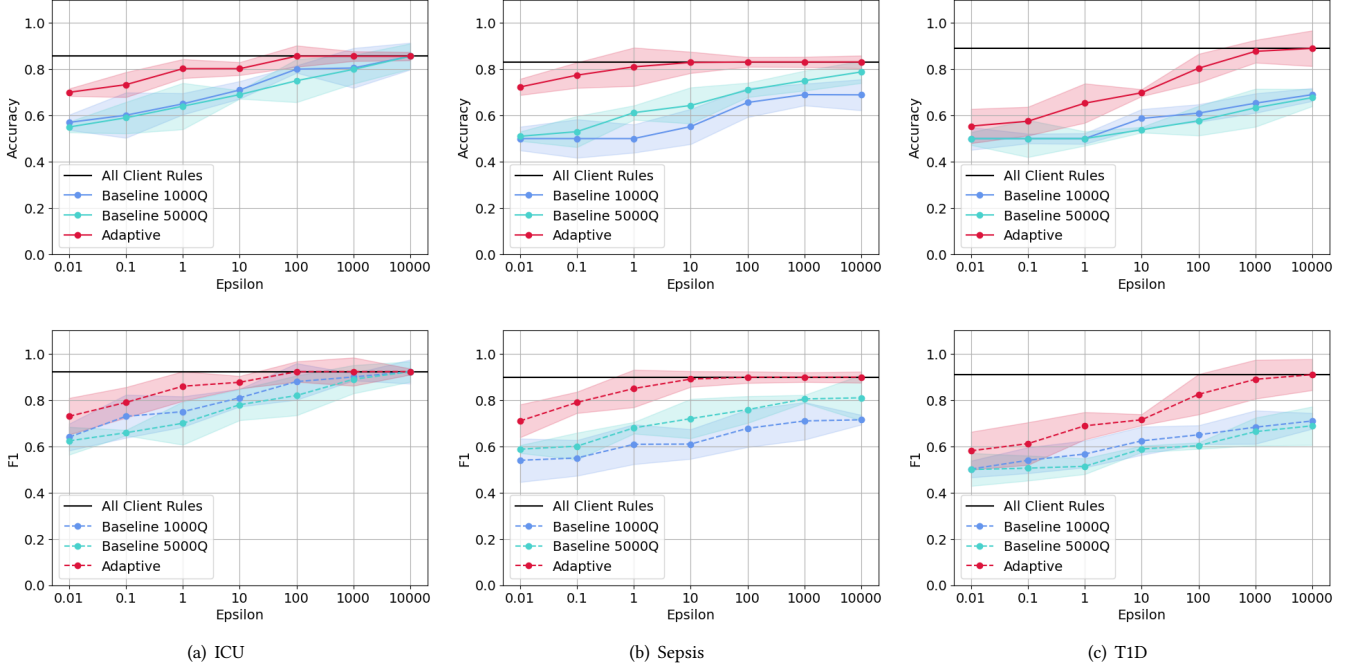 1.0
0.8
0.6
0.4
0.2
0.0
Accuracy
All Client Rules
Baseline 1000Q
Baseline 5000Q
Adaptive
0.01 0.1 1 10 100 1000 10000
Epsilon
1.0
0.8
0.6
0.4
0.2
0.0
Accuracy
All Client Rules
Baseline 1000Q
Baseline 5000Q
Adaptive
0.01 0.1 1 10 100 1000 10000
Epsilon
1.0
0.8
0.6
0.4
0.2
0.0
Accuracy
All Client Rules
Baseline 1000Q
Baseline 5000Q
Adaptive
0.01 0.1 1 10 100 1000 10000
Epsilon
1.0
0.8
0.6
0.4
0.2
0.0
F1
All Client Rules
Baseline 1000Q
Baseline 5000Q
Adaptive
0.01 0.1 1 10 100 1000 10000
Epsilon
1.0
0.8
0.6
0.4
0.2
0.0
F1
All Client Rules
Baseline 1000Q
Baseline 5000Q
Adaptive
0.01 0.1 1 10 100 1000 10000
Epsilon
1.0
0.8
0.6
0.4
0.2
0.0
F1
All Client Rules
Baseline 1000Q
Baseline 5000Q
Adaptive
0.01 0.1 1 10 100 1000 10000
Epsilon
(a) ICU
(b) Sepsis
(c) T1D